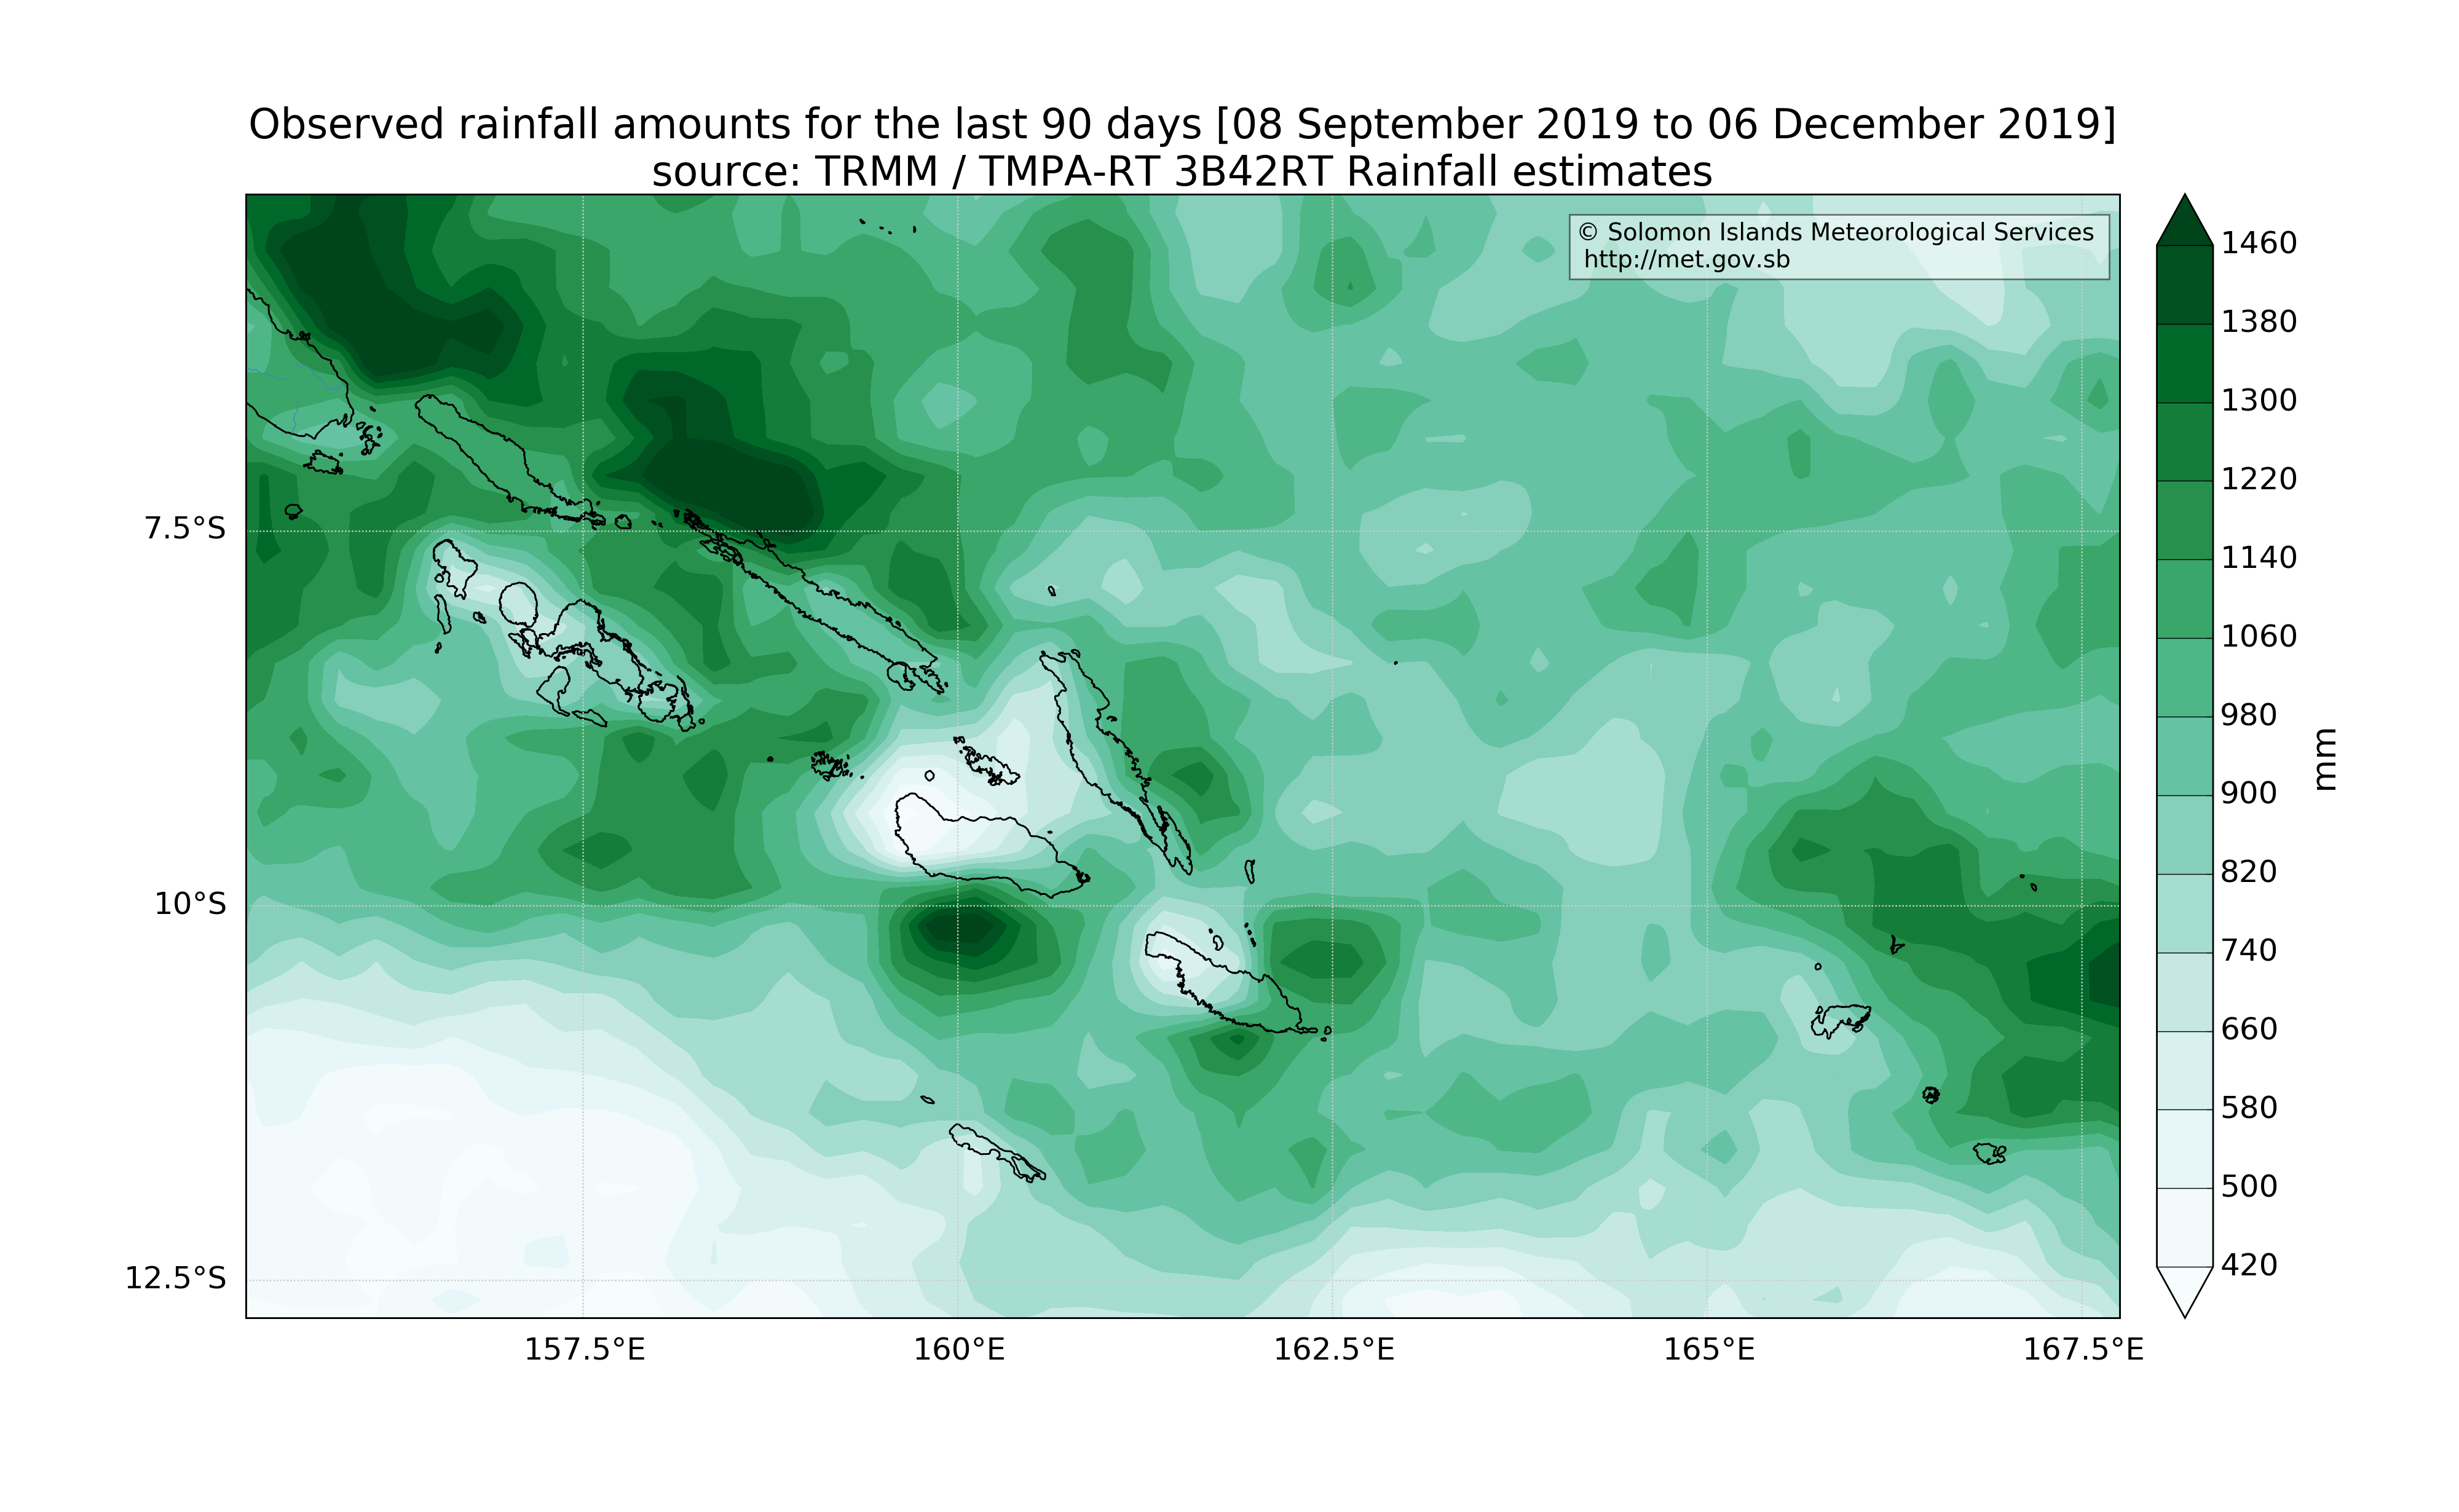 Observed rainfall amounts for the last 90 days [08 September 2019 to 06 December 2019]
source: TRMM / TMPA-RT 3B42RT Rainfall estimates
© Solomon Islands Meteorological Services
http://met.gov.sb
7.5°S
10°S
12.5°S
157.5°E
160°E
162.5°E
165°E
167.5°E
1460
1380
1300
1220
1140
1060
980
900
820
740
660
580
500
420
mm